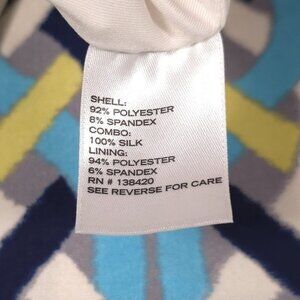 SHELL:
92% POLYESTER
8% SPANDEX
COMBO:
100% SILK
LINING:
94% POLYESTER
6% SPANDEX
RN # 138420
SEE REVERSE FOR CARE